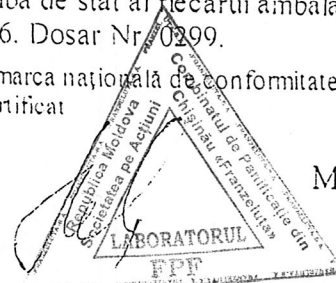 ba de stat al fiecărui ambala
6. Dosar Nr. 0299.
marca națională de conformitate
rtificat
Republica Moldova
Societatea pe Acțiuni
Combinatul de Panificație din
Chișinău «Franzeluța»
M
LABORATORUL
FPF